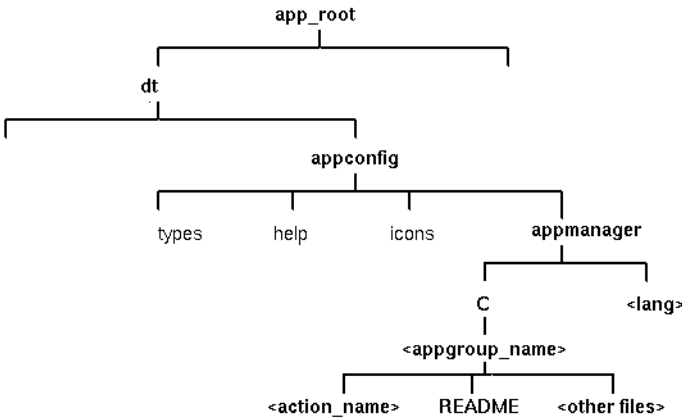 app_root
dt
appconfig
types help icons appmanager
C <lang>
<appgroup_name>
<action_name> README <other files>